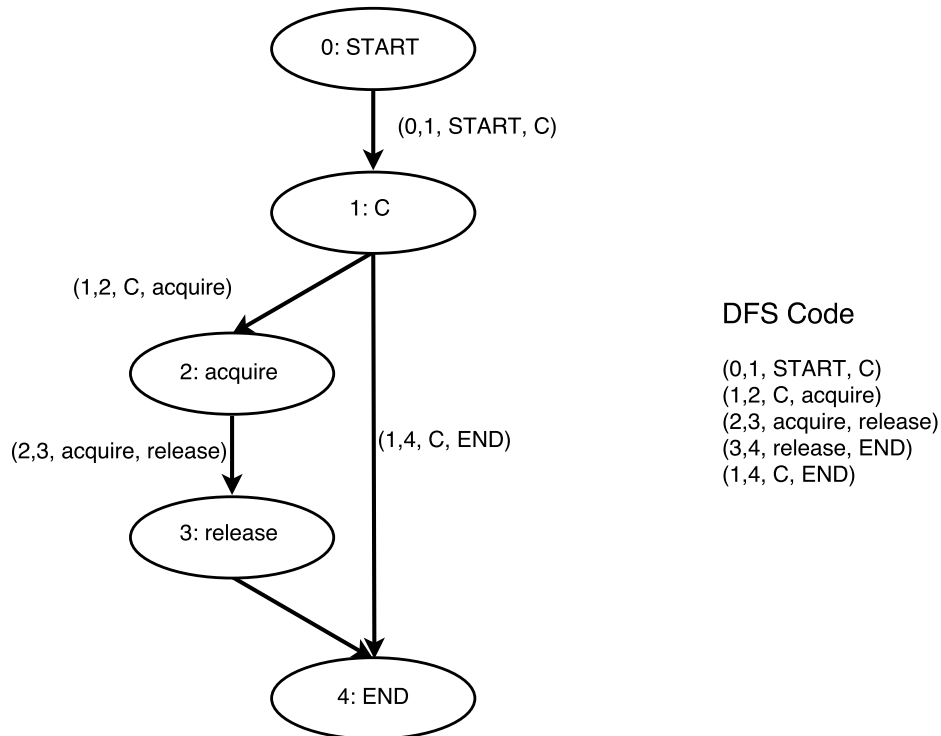 0: START
(0,1, START, C)
1: C
(1,2, C, acquire)
2: acquire
(2,3, acquire, release)
(1,4, C, END)
3: release
4: END
DFS Code
(0,1, START, C)
(1,2, C, acquire)
(2,3, acquire, release)
(3,4, release, END)
(1,4, C, END)